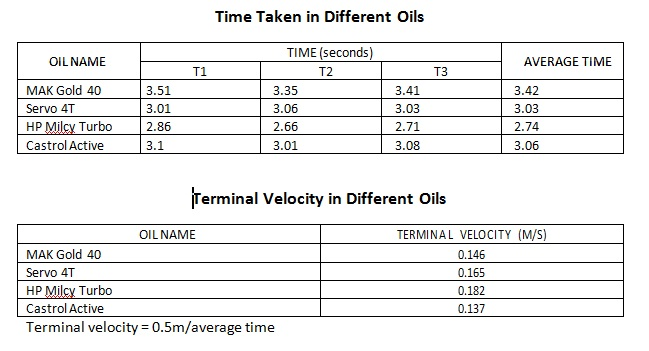 Time Taken in Different Oils
OIL NAME TIME (seconds) AVERAGE TIME
T1 T2 T3
MAK Gold 40 3.51 3.35 3.41 3.42
Servo 4T 3.01 3.06 3.03 3.03
HP Milcy Turbo 2.86 2.66 2.71 2.74
Castrol Active 3.1 3.01 3.08 3.06
Terminal Velocity in Different Oils
OIL NAME TERMINAL VELOCITY (M/S)
MAK Gold 40 0.146
Servo 4T 0.165
HP Milcy Turbo 0.182
Castrol Active 0.137
Terminal velocity = 0.5m/average time